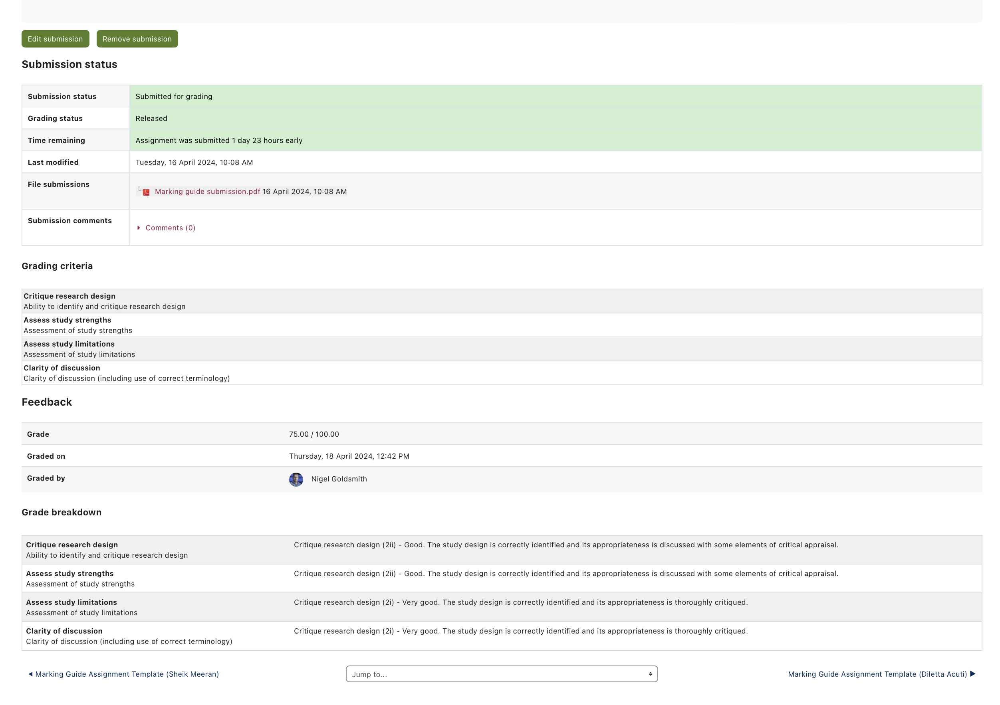 Edit submission
Remove submission
Submission status
Submission status
Submitted for grading
Grading status
Released
Time remaining
Assignment was submitted 1 day 23 hours early
Last modified
Tuesday, 16 April 2024, 10:08 AM
File submissions
Marking guide submission.pdf 16 April 2024, 10:08 AM
Submission comments
Comments (0)
Grading criteria
Critique research design
Ability to identify and critique research design
Assess study strengths
Assessment of study strengths
Assess study limitations
Assessment of study limitations
Clarity of discussion
Clarity of discussion (including use of correct terminology)
Feedback
Grade
75.00 / 100.00
Graded on
Thursday, 18 April 2024, 12:42 PM
Graded by
Nigel Goldsmith
Grade breakdown
Critique research design
Ability to identify and critique research design
Critique research design (2ii) - Good. The study design is correctly identified and its appropriateness is discussed with some elements of critical appraisal.
Assess study strengths
Assessment of study strengths
Critique research design (2ii) - Good. The study design is correctly identified and its appropriateness is discussed with some elements of critical appraisal.
Assess study limitations
Assessment of study limitations
Critique research design (2i) - Very good. The study design is correctly identified and its appropriateness is thoroughly critiqued.
Clarity of discussion
Clarity of discussion (including use of correct terminology)
Critique research design (2i) - Very good. The study design is correctly identified and its appropriateness is thoroughly critiqued.
◀ Marking Guide Assignment Template (Sheik Meeran)
Jump to...
Marking Guide Assignment Template (Diletta Acuti) ▶